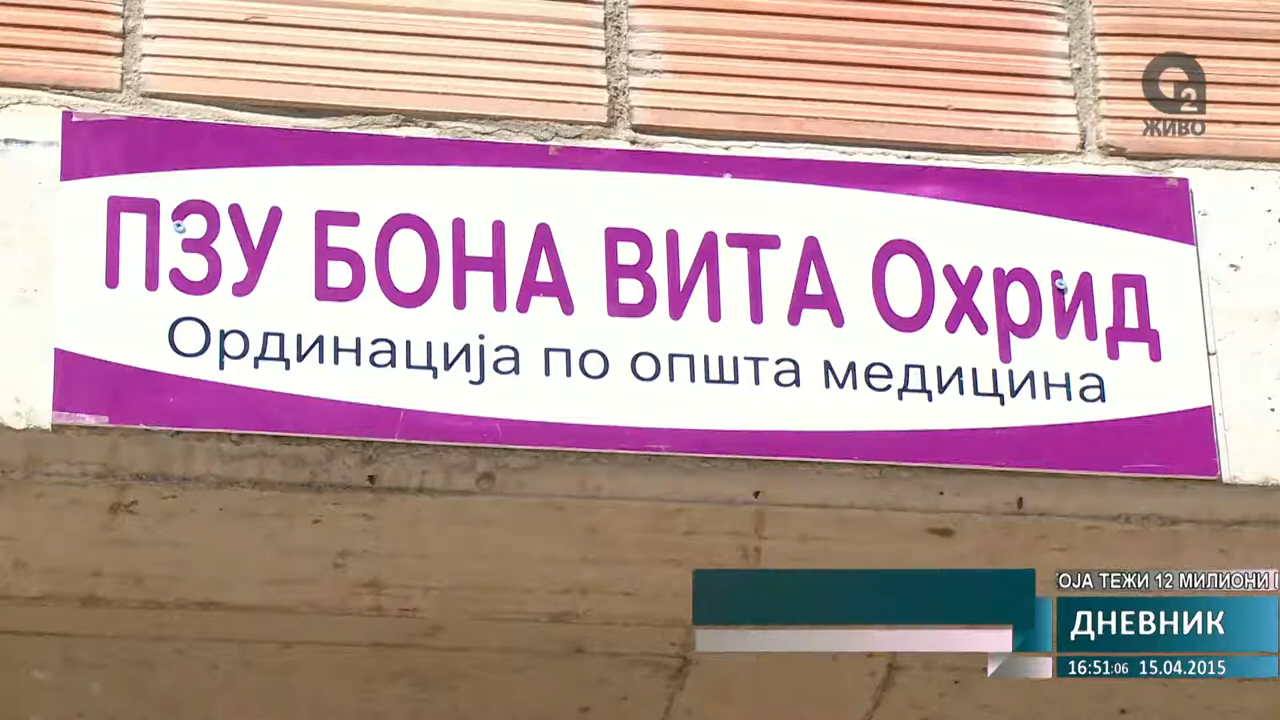 2
ЖИВО
ПЗУ БОНА ВИТА Охрид
Ординација по општа медицина
ОЈА ТЕЖИ 12 МИЛИОНИ
ДНЕВНИК
16:51:06 15.04.2015